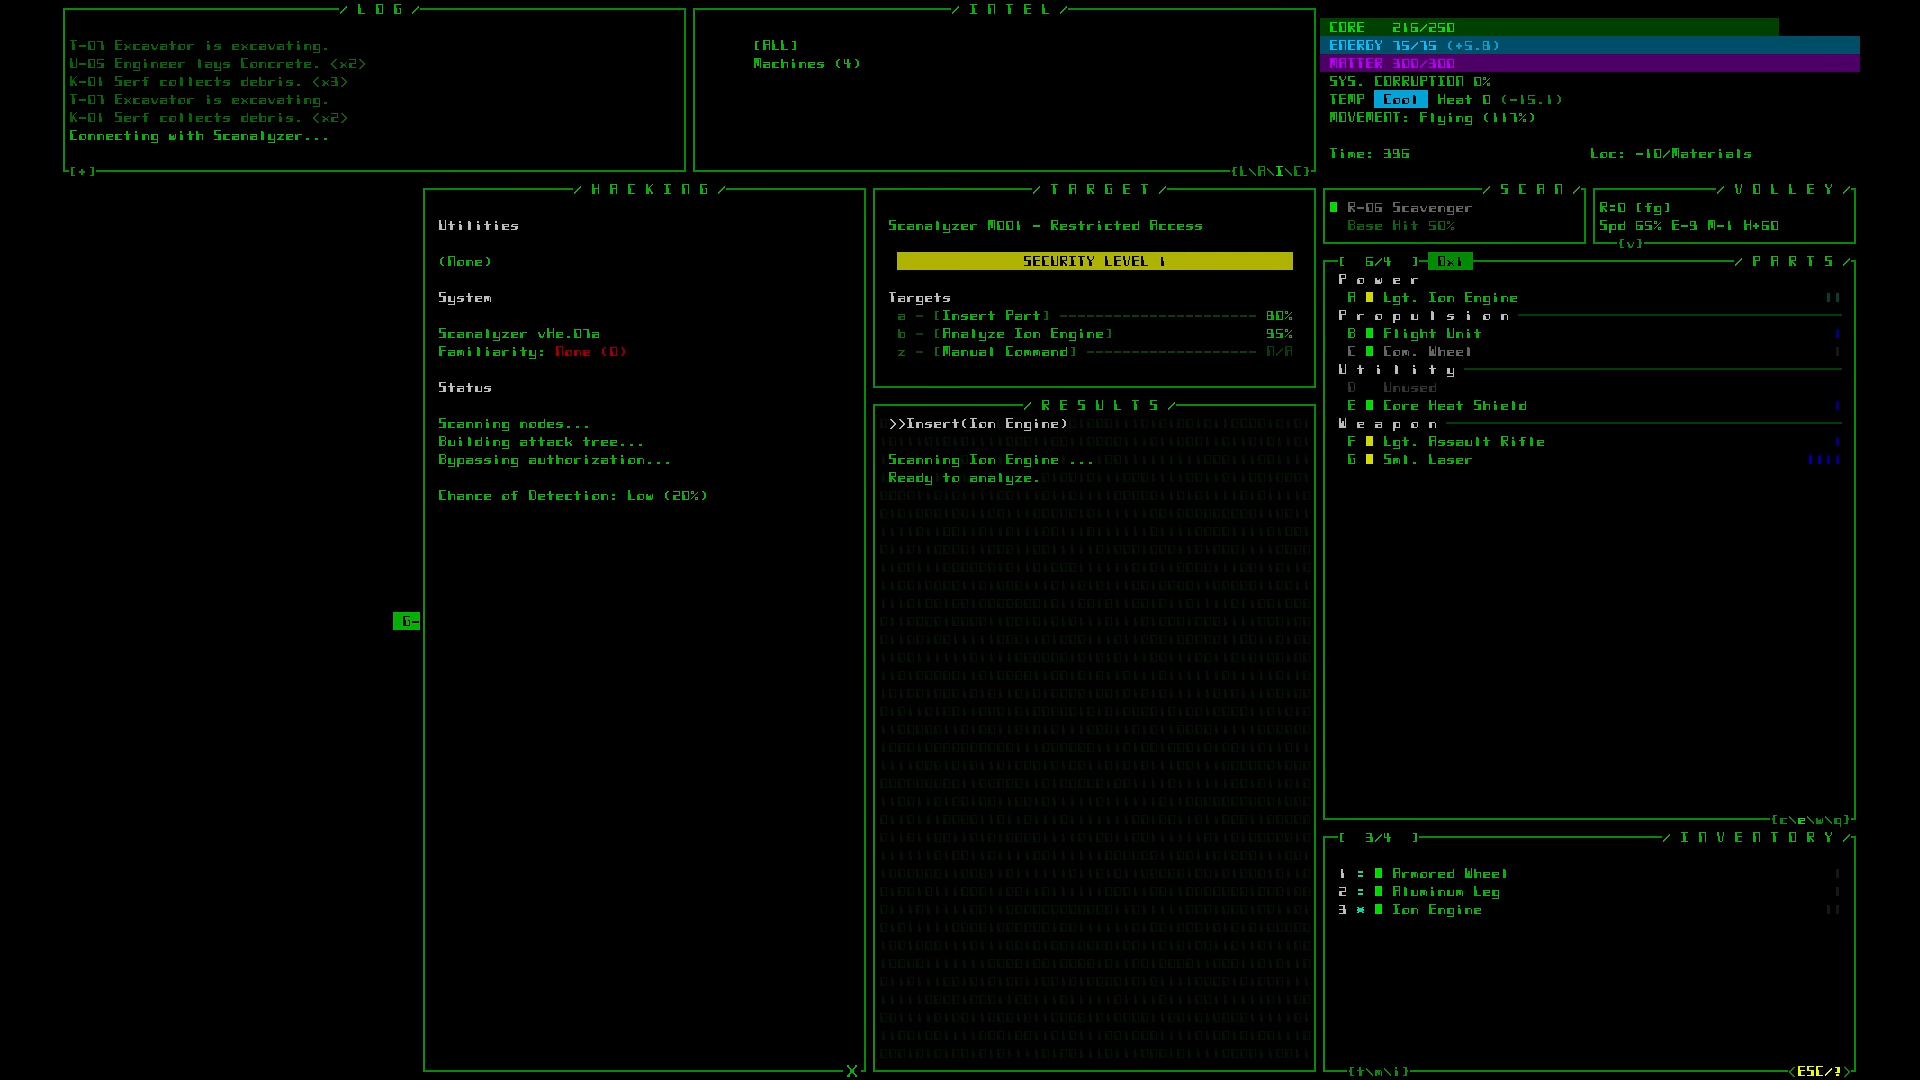 / L O G /
T-07 Excavator is excavating.
U-05 Engineer lays Concrete. <x2>
K-01 Serf collects debris. <x3>
T-07 Excavator is excavating.
K-01 Serf collects debris. <x2>
Connecting with Scanalyzer...
[+]
/ I N T E L /
[ALL]
Machines (4)
[L\A\I\C]
CORE 216/250
ENERGY 75/75 (+5.8)
MATTER 300/300
SYS. CORRUPTION 0%
TEMP Cool Heat 0 (-15.1)
MOVEMENT: Flying (117%)
Time: 396 Loc: -10/Materials
/ H A C K I N G /
Utilities
(None)
System
Scanalyzer vHe.07a
Familiarity: None (0)
Status
Scanning nodes...
Building attack tree...
Bypassing authorization...
Chance of Detection: Low (20%)
X
G-
/ T A R G E T /
Scanalyzer M001 - Restricted Access
SECURITY LEVEL 1
Targets
a - [Insert Part] ---------------------- 80%
b - [Analyze Ion Engine] 95%
z - [Manual Command] ------------------- N/A
/ R E S U L T S /
>>Insert(Ion Engine)
Scanning Ion Engine ...
Ready to analyze.
/ S C A N /
R-06 Scavenger
Base Hit 50%
/ V O L L E Y /
R=0 [fg]
Spd 65% E-9 M-1 H+60
[v]
[ 6/4 ] 0x1 / P A R T S /
P o w e r
A Lgt. Ion Engine
P r o p u l s i o n
B Flight Unit
C Com. Wheel
U t i l i t y
D Unused
E Core Heat Shield
W e a p o n
F Lgt. Assault Rifle
G Sml. Laser
[c\e\w\q]
[ 3/4 ] / I N V E N T O R Y /
1 = Armored Wheel
2 = Aluminum Leg
3 * Ion Engine
[t\m\i]
<ESC/?>